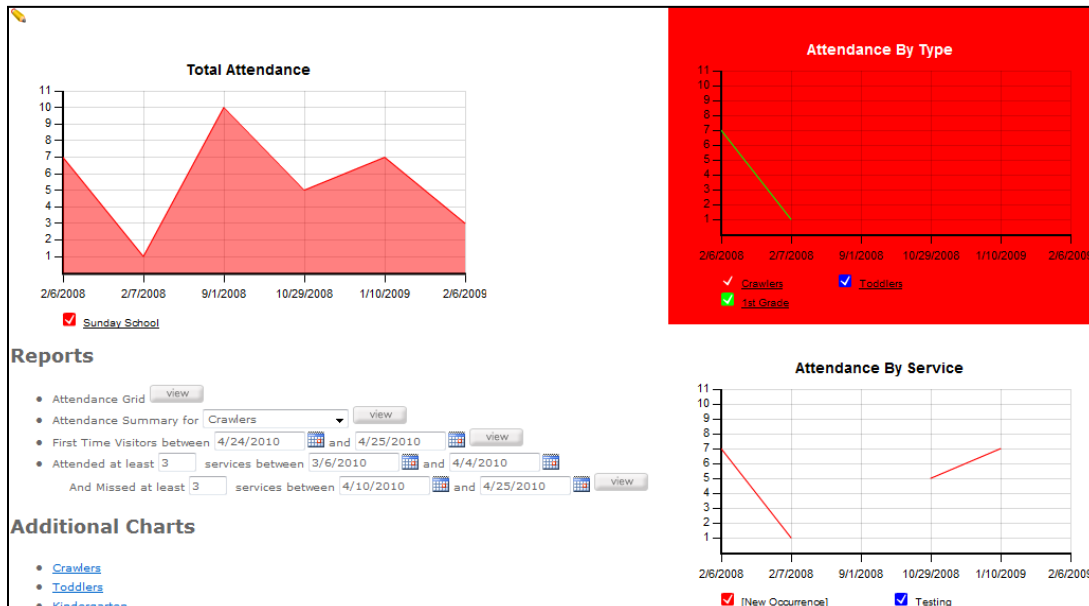 Total Attendance
11
10
9
8
7
6
5
4
3
2
1
2/6/2008 2/7/2008 9/1/2008 10/29/2008 1/10/2009 2/6/2009
Sunday School
Attendance By Type
11
10
9
8
7
6
5
4
3
2
1
2/6/2008 2/7/2008 9/1/2008 10/29/2008 1/10/2009 2/6/2009
Crawlers Toddlers
1st Grade
Reports
Attendance Grid view
Attendance Summary for Crawlers view
First Time Visitors between 4/24/2010 and 4/25/2010 view
Attended at least 3 services between 3/6/2010 and 4/4/2010
And Missed at least 3 services between 4/10/2010 and 4/25/2010 view
Additional Charts
Crawlers
Toddlers
Kindergarten
Attendance By Service
11
10
9
8
7
6
5
4
3
2
1
2/6/2008 2/7/2008 9/1/2008 10/29/2008 1/10/2009 2/6/2009
[New Occurrence] Testing